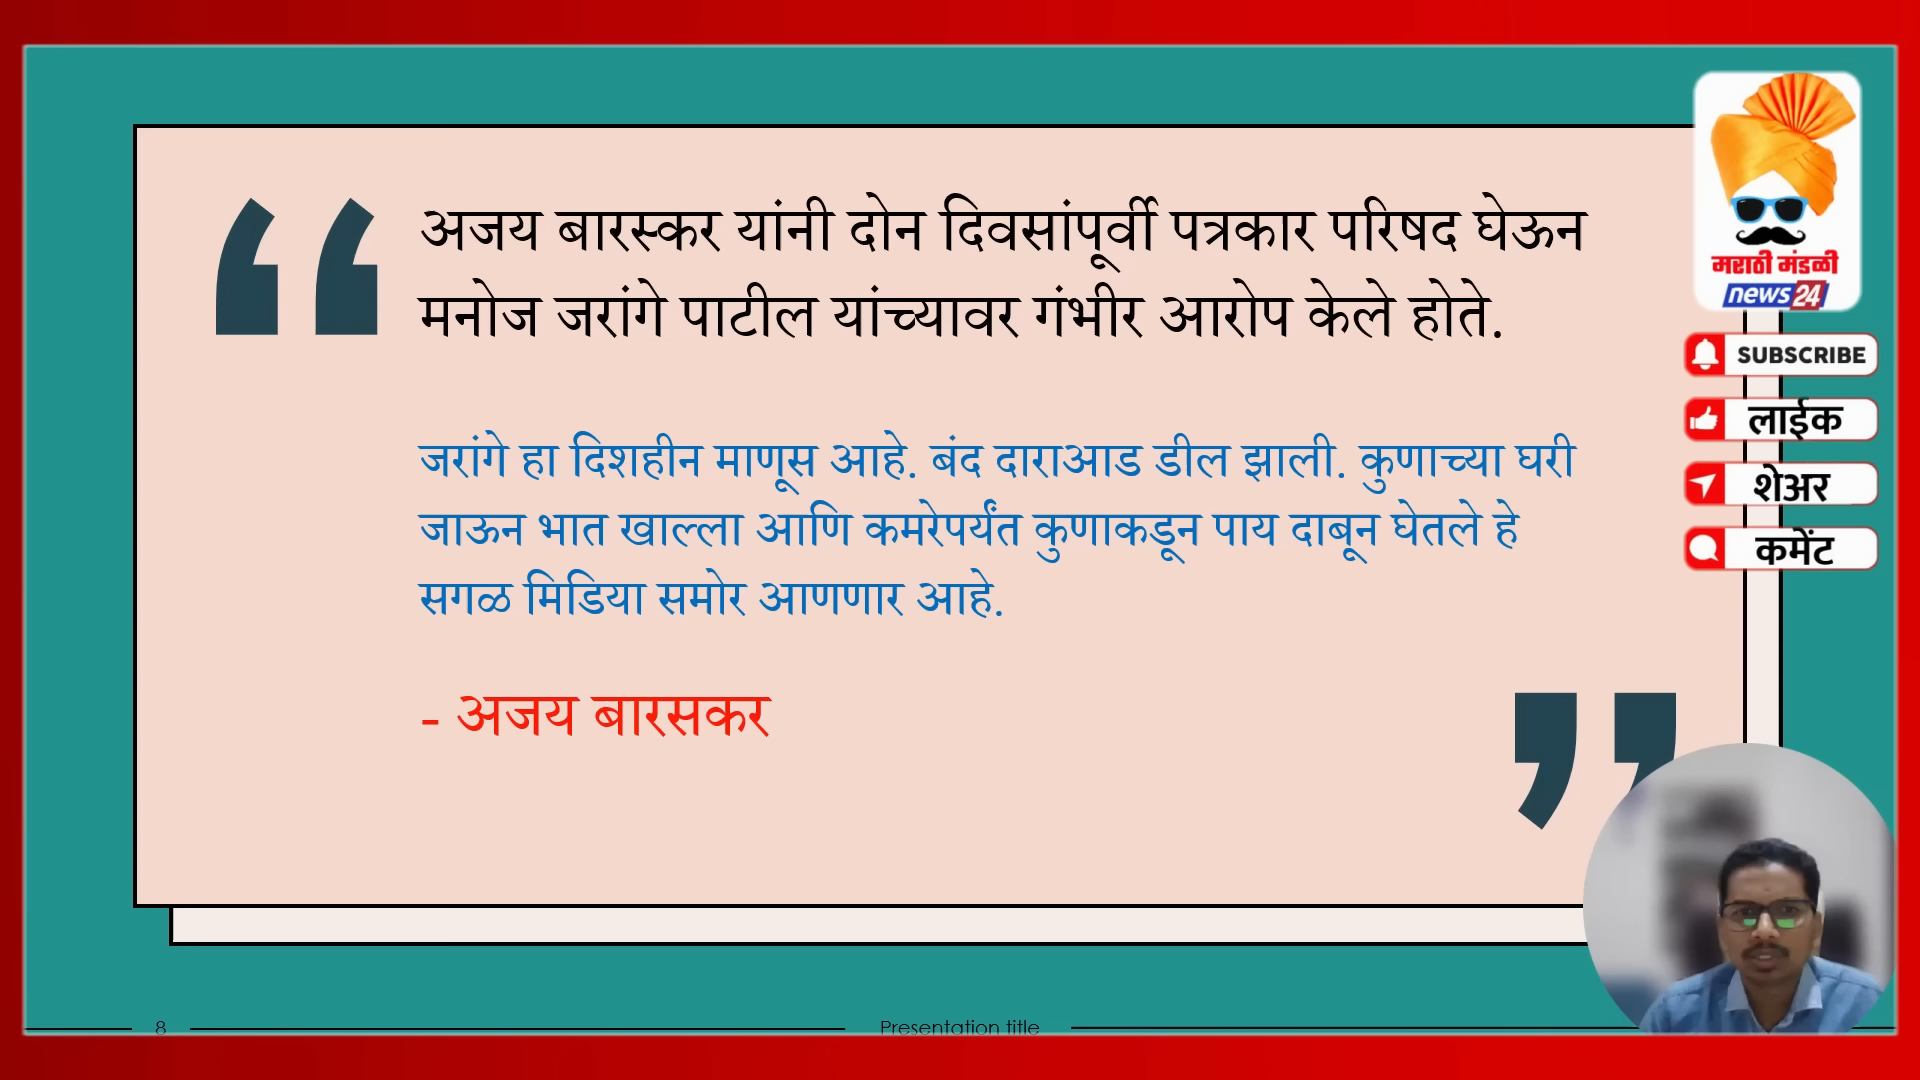 अजय बारस्कर यांनी दोन दिवसांपूर्वी पत्रकार परिषद घेऊन
मनोज जरांगे पाटील यांच्यावर गंभीर आरोप केले होते.
जरांगे हा दिशहीन माणूस आहे. बंद दाराआड डील झाली. कुणाच्या घरी
जाऊन भात खाल्ला आणि कमरेपर्यंत कुणाकडून पाय दाबून घेतले हे
सगळ मिडिया समोर आणणार आहे.
- अजय बारसकर
मराठी मंडळी
news 24
SUBSCRIBE
लाईक
शेअर
कमेंट
8
Presentation title